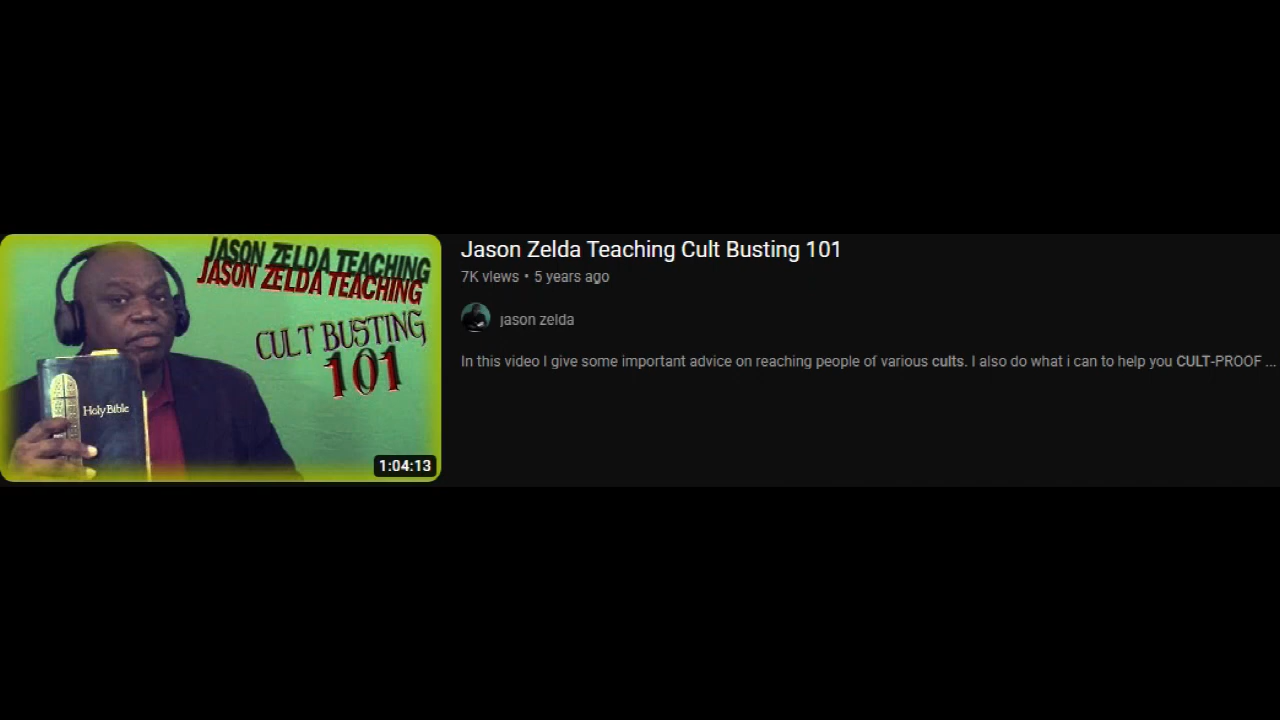 JASON ZELDA TEACHING
JASON ZELDA TEACHING
CULT BUSTING
101
Holy Bible
1:04:13
Jason Zelda Teaching Cult Busting 101
7K views • 5 years ago
jason zelda
In this video I give some important advice on reaching people of various cults. I also do what i can to help you CULT-PROOF ...